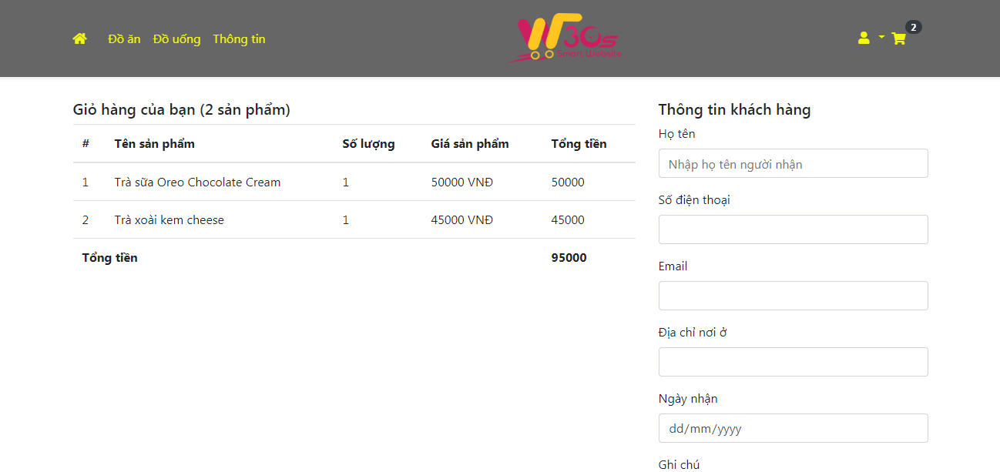 Đồ ăn Đồ uống Thông tin
W30s
Smart Website
2
Giỏ hàng của bạn (2 sản phẩm)
# Tên sản phẩm Số lượng Giá sản phẩm Tổng tiền
1 Trà sữa Oreo Chocolate Cream 1 50000 VNĐ 50000
2 Trà xoài kem cheese 1 45000 VNĐ 45000
Tổng tiền 95000
Thông tin khách hàng
Họ tên
Nhập họ tên người nhận
Số điện thoại
Email
Địa chỉ nơi ở
Ngày nhận
dd/mm/yyyy
Ghi chú